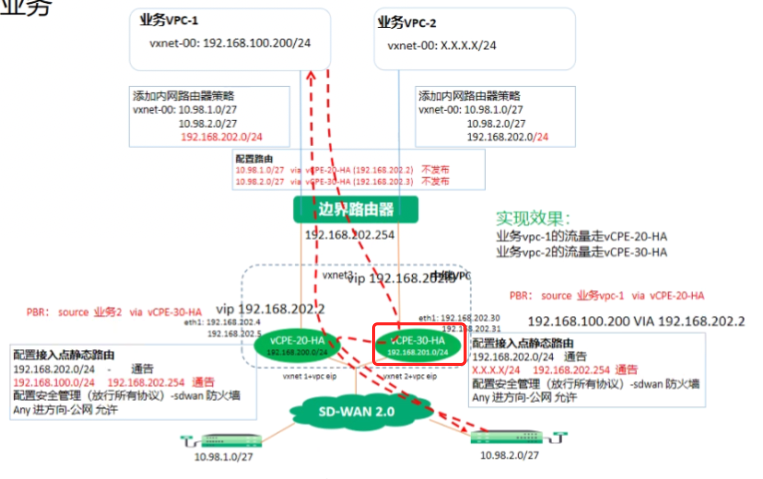 业务
业务VPC-1
vxnet-00: 192.168.100.200/24
业务VPC-2
vxnet-00: X.X.X.X/24
添加内网路由器策略
vxnet-00: 10.98.1.0/27
10.98.2.0/27
192.168.202.0/24
添加内网路由器策略
vxnet-00: 10.98.1.0/27
10.98.2.0/27
192.168.202.0/24
配置路由
10.98.1.0/27 via vCPE-20-HA (192.168.202.2) 不发布
10.98.2.0/27 via vCPE-30-HA (192.168.202.3) 不发布
边界路由器
192.168.202.254
实现效果：
业务vpc-1的流量走vCPE-20-HA
业务vpc-2的流量走vCPE-30-HA
vxnet1
vip 192.168.202.
VPC
PBR： source 业务2 via vCPE-30-HA
vip 192.168.202.2
eth1: 192.168.202.4
192.168.202.5
eth1: 192.168.202.30
192.168.202.31
PBR： source 业务vpc-1 via vCPE-20-HA
192.168.100.200 VIA 192.168.202.2
vCPE-20-HA
192.168.200.0/24
vCPE-30-HA
192.168.201.0/24
配置接入点静态路由
192.168.202.0/24 - 通告
192.168.100.0/24 192.168.202.254 通告
配置安全管理（放行所有协议）-sdwan 防火墙
Any 进方向-公网 允许
配置接入点静态路由
192.168.202.0/24 通告
X.X.X.X/24 192.168.202.254 通告
配置安全管理（放行所有协议）-sdwan 防火墙
Any 进方向-公网 允许
vxnet 1+vpc eip
vxnet 2+vpc eip
SD-WAN 2.0
10.98.1.0/27
10.98.2.0/27